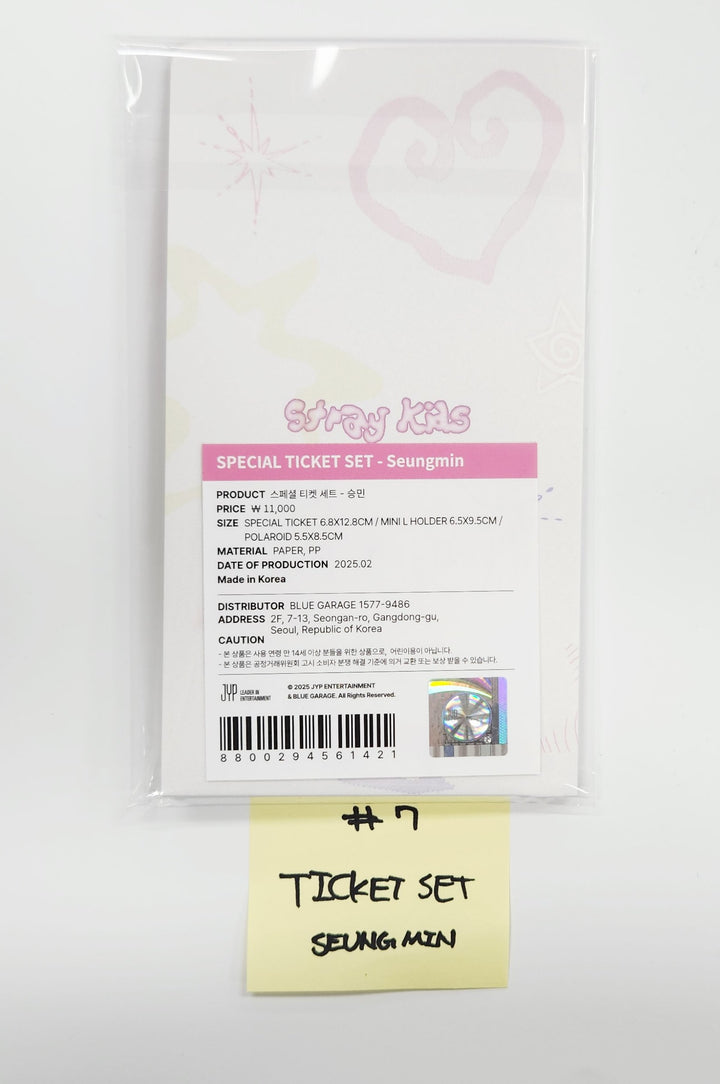 Stray Kids
SPECIAL TICKET SET - Seungmin
PRODUCT 스페셜 티켓 세트 - 승민
PRICE ₩ 11,000
SIZE SPECIAL TICKET 6.8X12.8CM / MINI L HOLDER 6.5X9.5CM /
POLAROID 5.5X8.5CM
MATERIAL PAPER, PP
DATE OF PRODUCTION 2025.02
Made in Korea
DISTRIBUTOR BLUE GARAGE 1577-9486
ADDRESS 2F, 7-13, Seongan-ro, Gangdong-gu,
Seoul, Republic of Korea
CAUTION
- 본 상품은 사용 연령 만 14세 이상 분들을 위한 상품으로, 어린이용이 아닙니다.
- 본 상품은 공정거래위원회 고시 소비자 분쟁 해결 기준에 의거 교환 또는 보상 받을 수 있습니다.
JYP LEADER IN
ENTERTAINMENT
© 2025 JYP ENTERTAINMENT
& BLUE GARAGE. All Rights Reserved.
8800294561421
#7
TICKET SET
SEUNGMIN